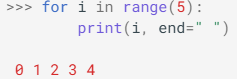 >>> for i in range(5):
        print(i, end=" ")
0 1 2 3 4